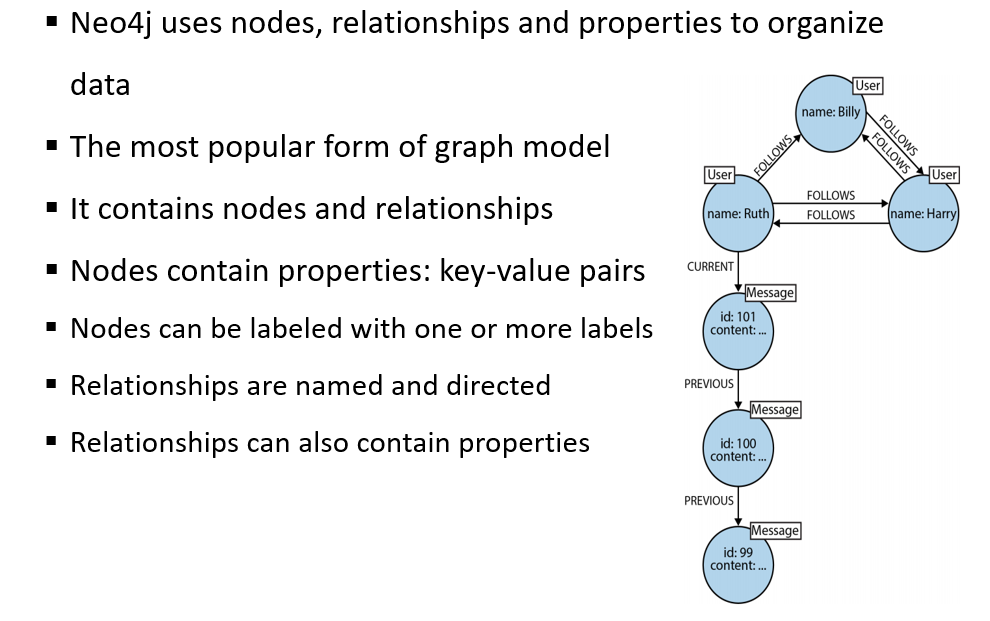 ▪ Neo4j uses nodes, relationships and properties to organize
data
▪ The most popular form of graph model
▪ It contains nodes and relationships
▪ Nodes contain properties: key-value pairs
▪ Nodes can be labeled with one or more labels
▪ Relationships are named and directed
▪ Relationships can also contain properties
User
name: Billy
FOLLOWS
FOLLOWS
FOLLOWS
User
name: Ruth
FOLLOWS
FOLLOWS
User
name: Harry
CURRENT
Message
id: 101
content: ...
PREVIOUS
Message
id: 100
content: ...
PREVIOUS
Message
id: 99
content: ...